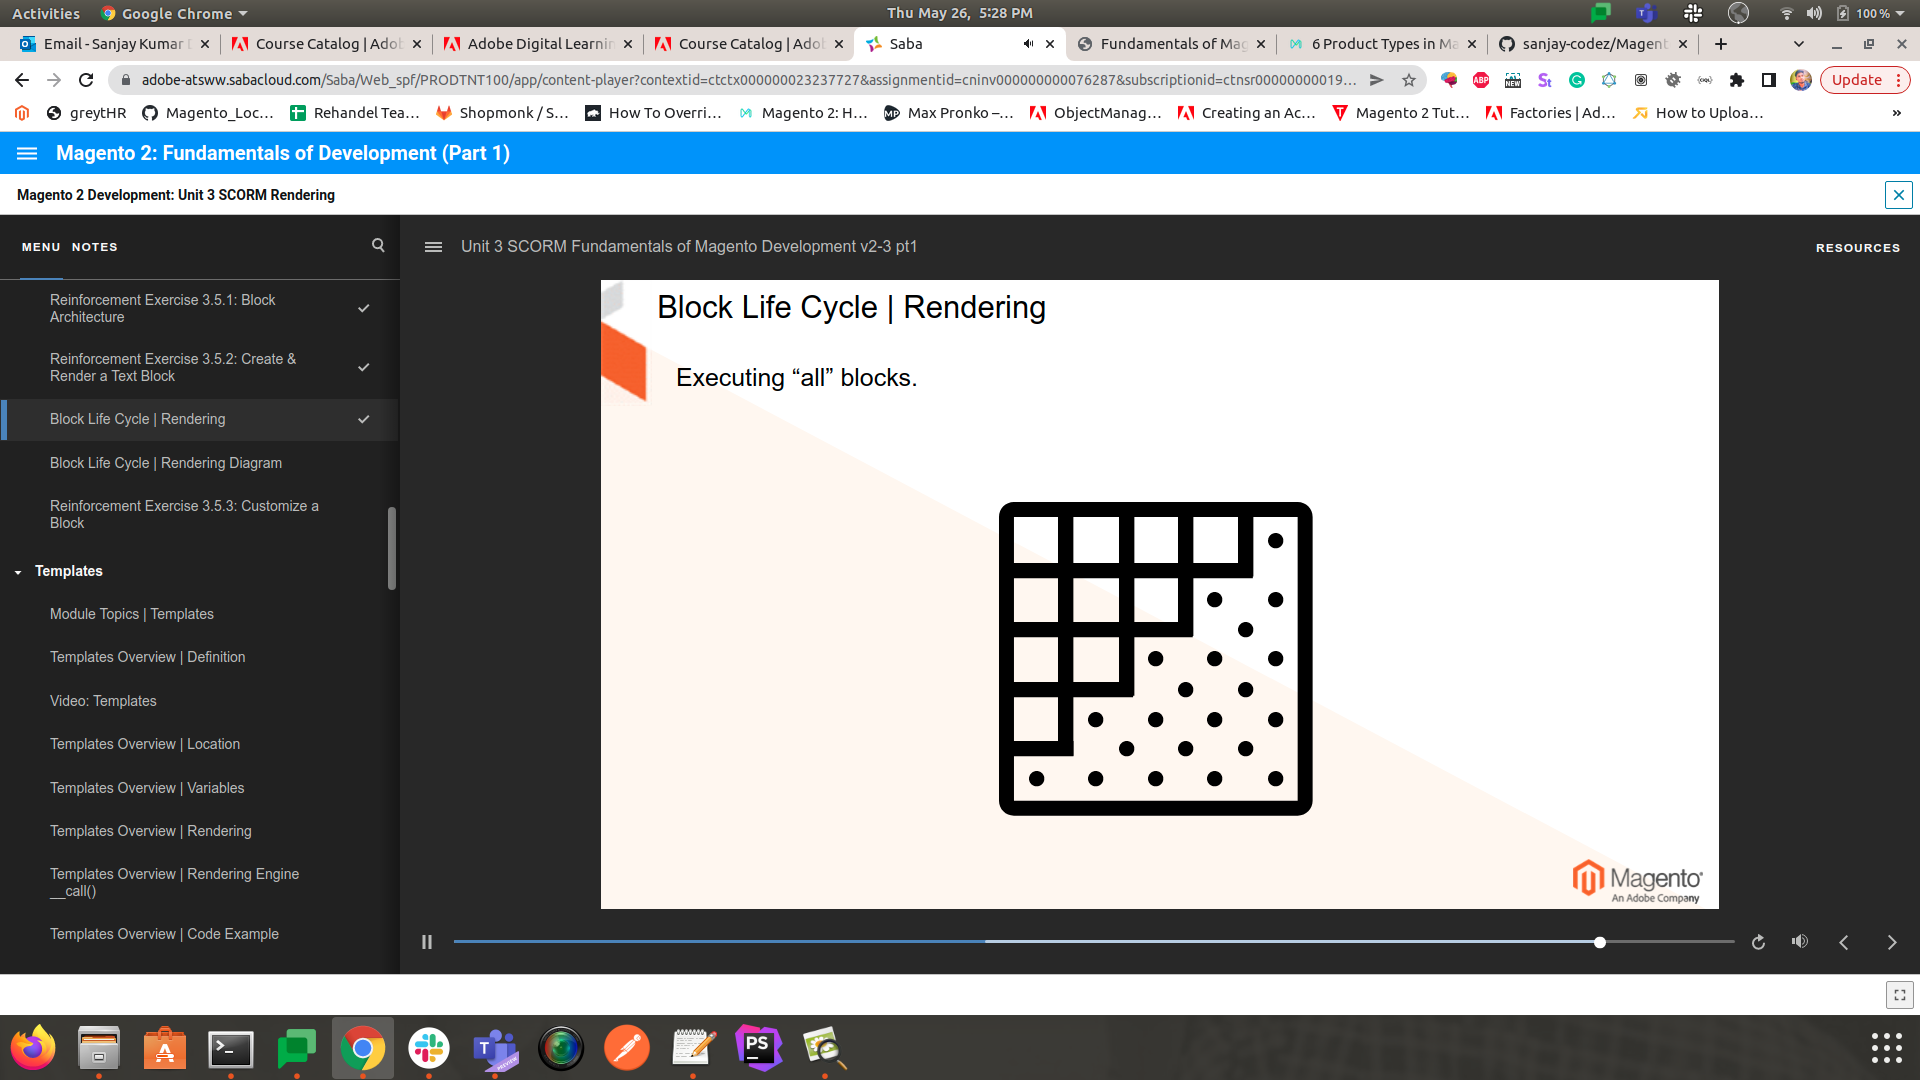 Activities
Google Chrome
Thu May 26, 5:28 PM
100 %
Email - Sanjay Kumar
Course Catalog | Adob
Adobe Digital Learnin
Course Catalog | Adob
Saba
Fundamentals of Mag
6 Product Types in Ma
sanjay-codez/Magent
adobe-atsww.sabacloud.com/Saba/Web_spf/PRODTNT100/app/content-player?contextid=ctctx000000023237727&assignmentid=cninv000000000076287&subscriptionid=ctnsr00000000019...
ABP
NEW
Update
greytHR
Magento_Loc...
Rehandel Tea...
Shopmonk / S...
How To Overri...
Magento 2: H...
Max Pronko –...
ObjectManag...
Creating an Ac...
Magento 2 Tut...
Factories | Ad...
How to Uploa...
»
Magento 2: Fundamentals of Development (Part 1)
Magento 2 Development: Unit 3 SCORM Rendering
MENU
NOTES
Unit 3 SCORM Fundamentals of Magento Development v2-3 pt1
RESOURCES
Reinforcement Exercise 3.5.1: Block
Architecture
Reinforcement Exercise 3.5.2: Create &
Render a Text Block
Block Life Cycle | Rendering
Block Life Cycle | Rendering Diagram
Reinforcement Exercise 3.5.3: Customize a
Block
Templates
Module Topics | Templates
Templates Overview | Definition
Video: Templates
Templates Overview | Location
Templates Overview | Variables
Templates Overview | Rendering
Templates Overview | Rendering Engine
__call()
Templates Overview | Code Example
Block Life Cycle | Rendering
Executing “all” blocks.
Magento
An Adobe Company
PS